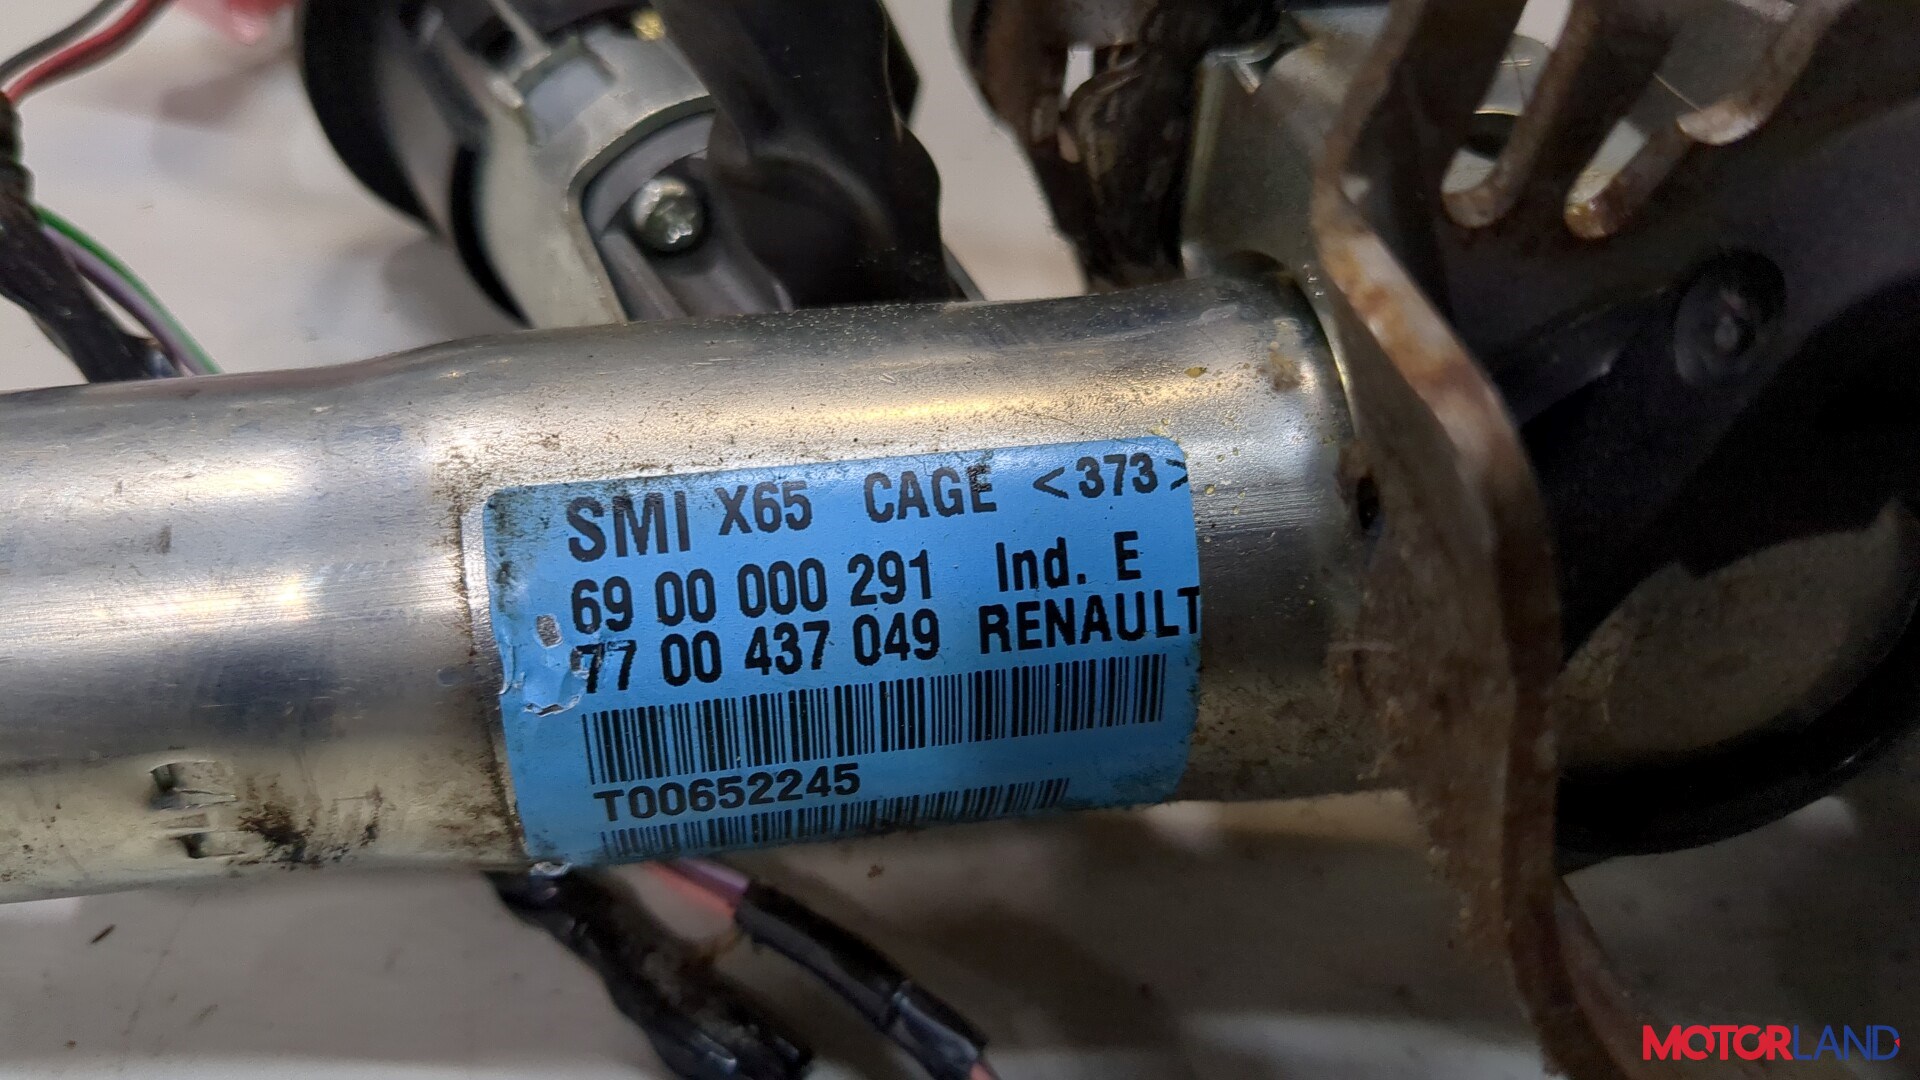 SMI X65 CAGE <373>
69 00 000 291 Ind. E
77 00 437 049 RENAULT
T00652245
MOTORLAND